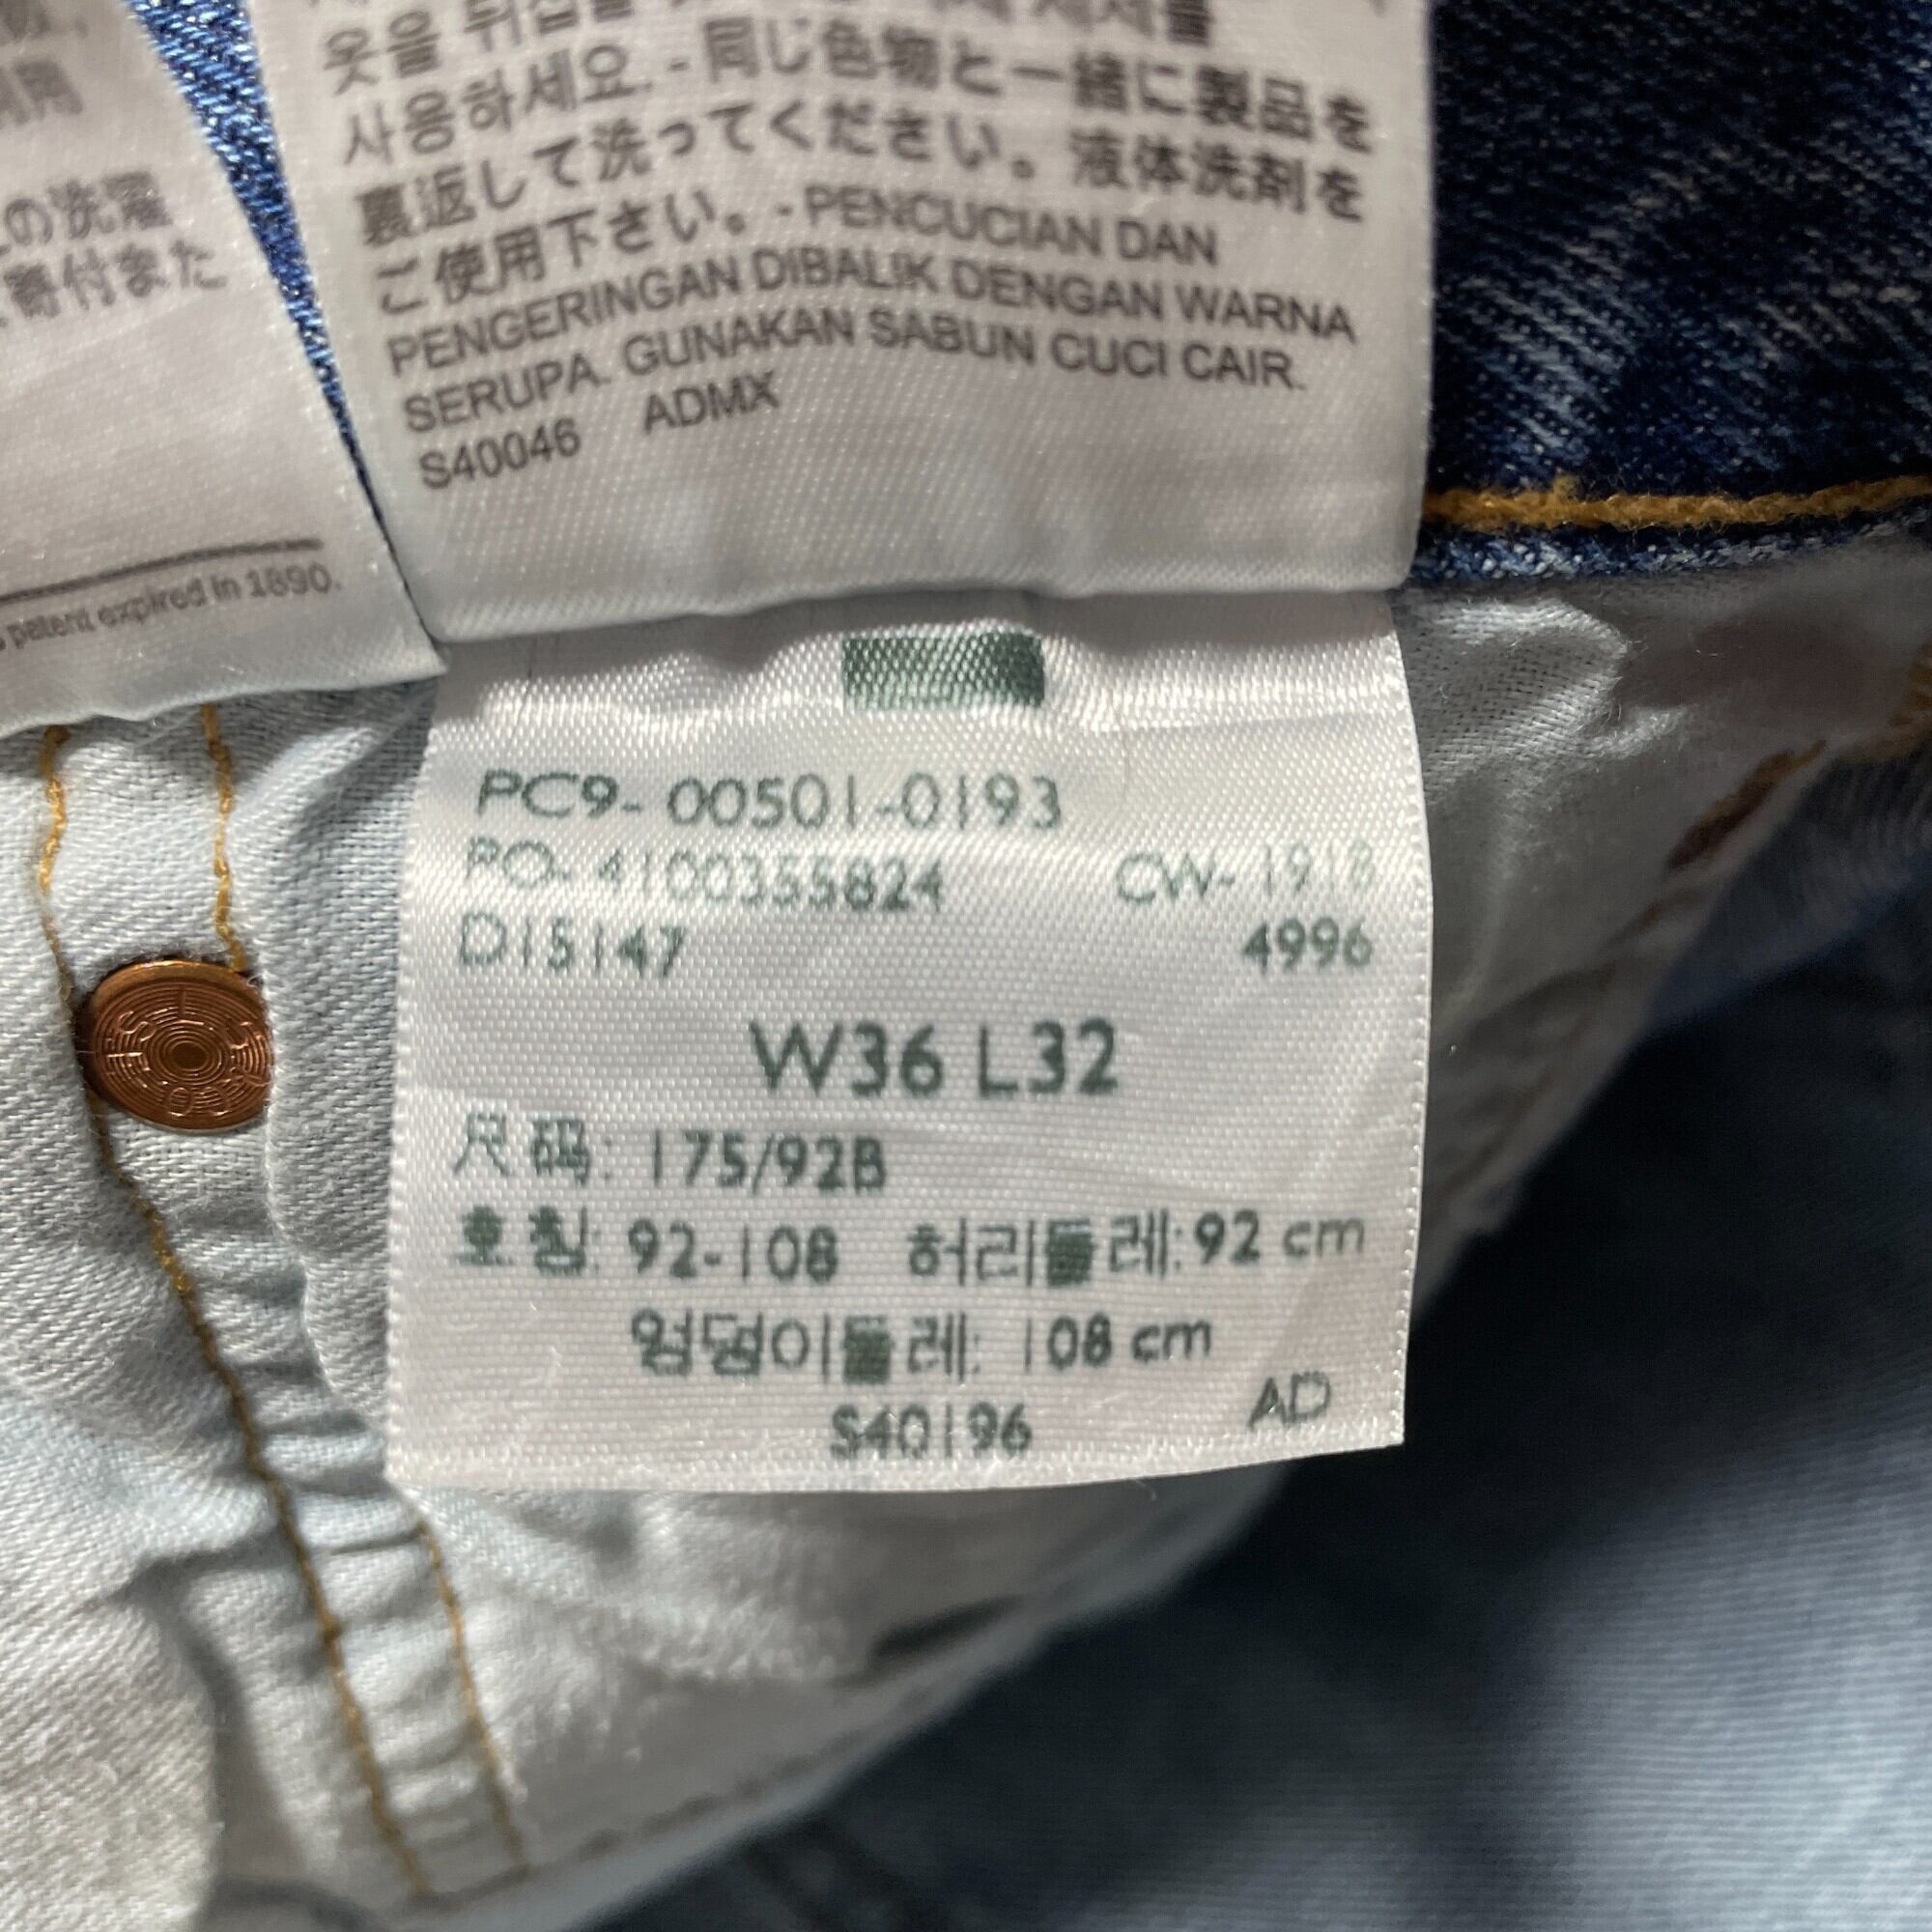 の洗濯
寄付また
patent expired in 1890.
옷을
사용하세요. - 同じ色物と一緒に製品を
裏返して洗ってください。液体洗剤を
ご使用下さい。- PENCUCIAN DAN
PENGERINGAN DIBALIK DENGAN WARNA
SERUPA. GUNAKAN SABUN CUCI CAIR.
S40046 ADMX
PC9-00501-0193
PO-4100355824 CW-1918
D15147 4996
W36 L32
尺码: 175/92B
호칭: 92-108 허리둘레: 92 cm
엉덩이둘레: 108 cm
S40196 AD